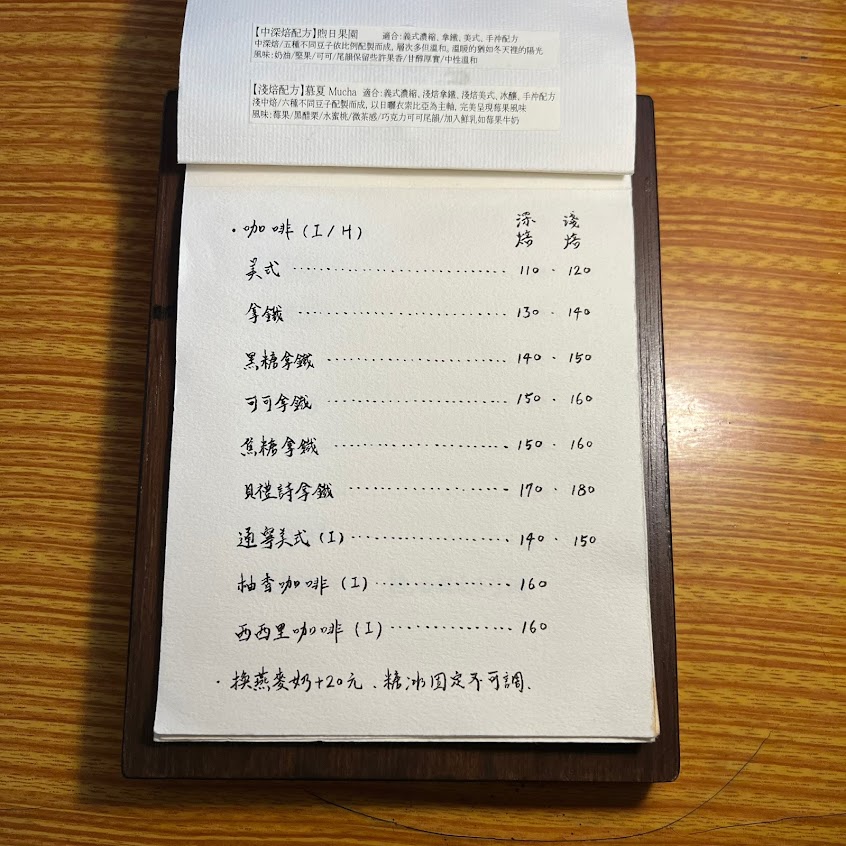 【中深焙配方】煦日果園 適合:義式濃縮、拿鐵、美式、手沖配方
中深焙/五種不同豆子依比例配製而成, 層次多但溫和, 溫暖的猶如冬天裡的陽光
風味:奶油/堅果/可可/尾韻保留些許果香/甘醇厚實/中性溫和
【淺焙配方】慕夏 Mucha 適合:義式濃縮、淺焙拿鐵、淺焙美式、冰釀、手沖配方
淺中焙/六種不同豆子配製而成, 以日曬衣索比亞為主軸, 完美呈現莓果風味
風味:莓果/黑醋栗/水蜜桃/微茶感/巧克力可可尾韻/加入鮮乳如莓果牛奶
·咖啡 (I/H) 深焙 淺焙
美式 ································ 110 · 120
拿鐵 ································ 130 · 140
黑糖拿鐵 ···························· 140 · 150
可可拿鐵 ···························· 150 · 160
焦糖拿鐵 ···························· 150 · 160
貝禮詩拿鐵 ·························· 170 · 180
通寧美式 (I) ························ 140 · 150
柚香咖啡 (I) ······················ 160
西西里咖啡 (I) ···················· 160
·換燕麥奶+20元、糖冰固定不可調、